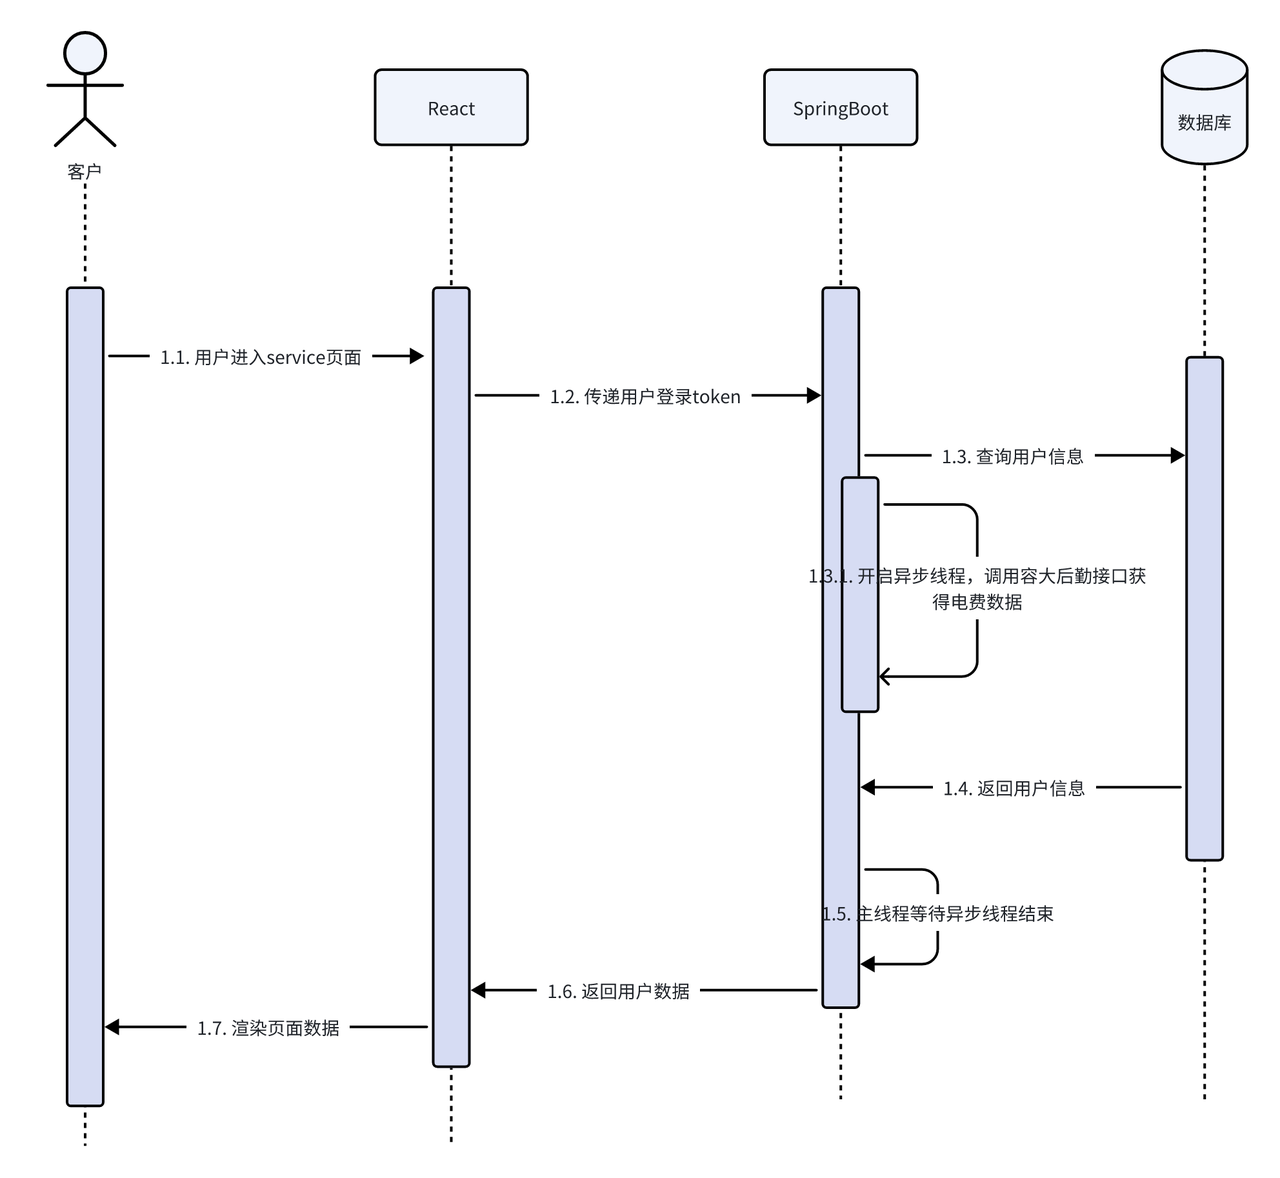 客户
React
SpringBoot
数据库
1.1. 用户进入service页面
1.2. 传递用户登录token
1.3. 查询用户信息
1.3.1. 开启异步线程，调用容大后勤接口获
得电费数据
1.4. 返回用户信息
1.5. 主线程等待异步线程结束
1.6. 返回用户数据
1.7. 渲染页面数据